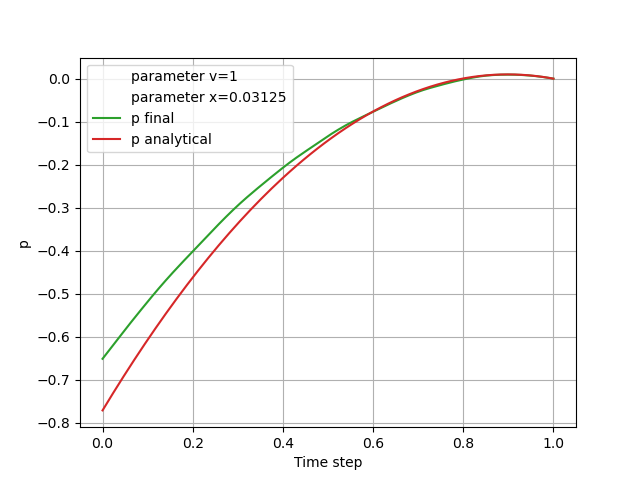 parameter v=1
parameter x=0.03125
p final
p analytical
0.0
−0.1
−0.2
−0.3
−0.4
−0.5
−0.6
−0.7
−0.8
p
0.0 0.2 0.4 0.6 0.8 1.0
Time step